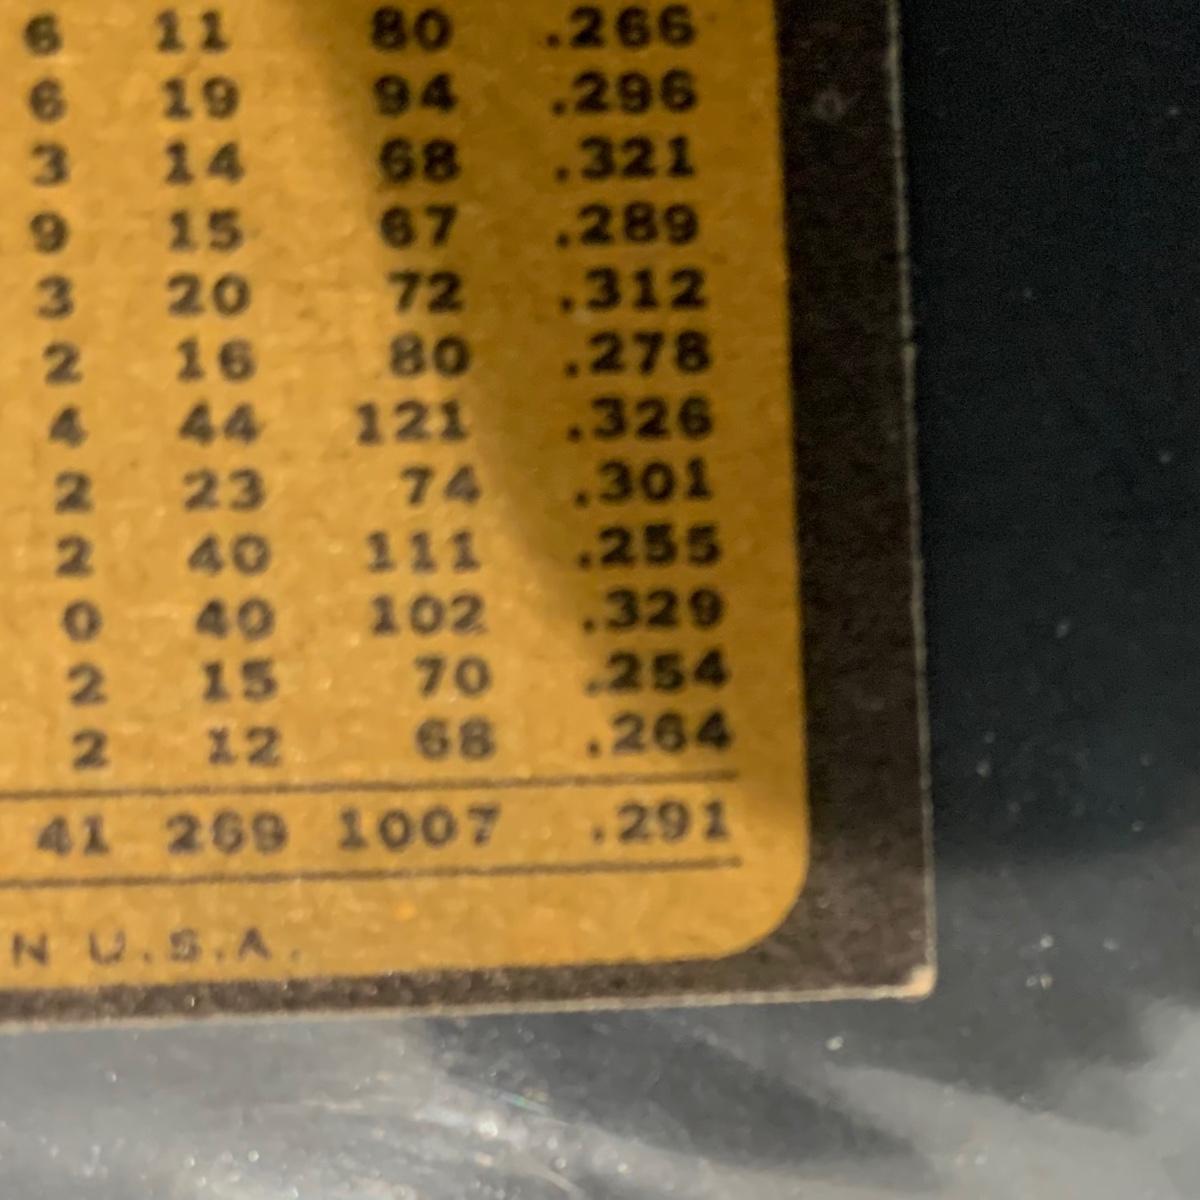 6 11 80 .266
6 19 94 .296
3 14 68 .321
9 15 67 .289
3 20 72 .312
2 16 80 .278
4 44 121 .326
2 23 74 .301
2 40 111 .255
0 40 102 .329
2 15 70 .254
2 12 68 .264
41 269 1007 .291
N U.S.A.